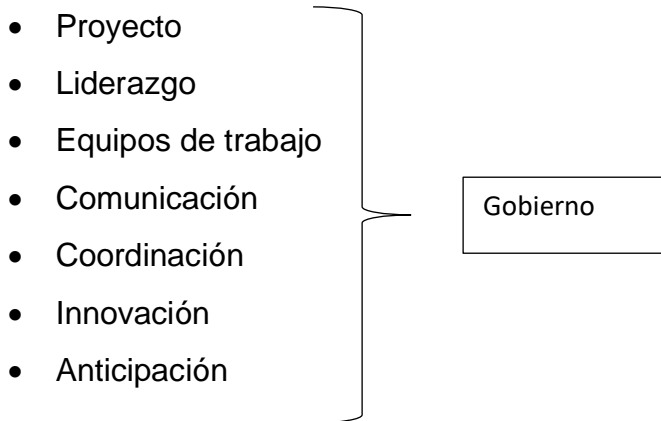 • Proyecto
• Liderazgo
• Equipos de trabajo
• Comunicación
• Coordinación
• Innovación
• Anticipación
Gobierno